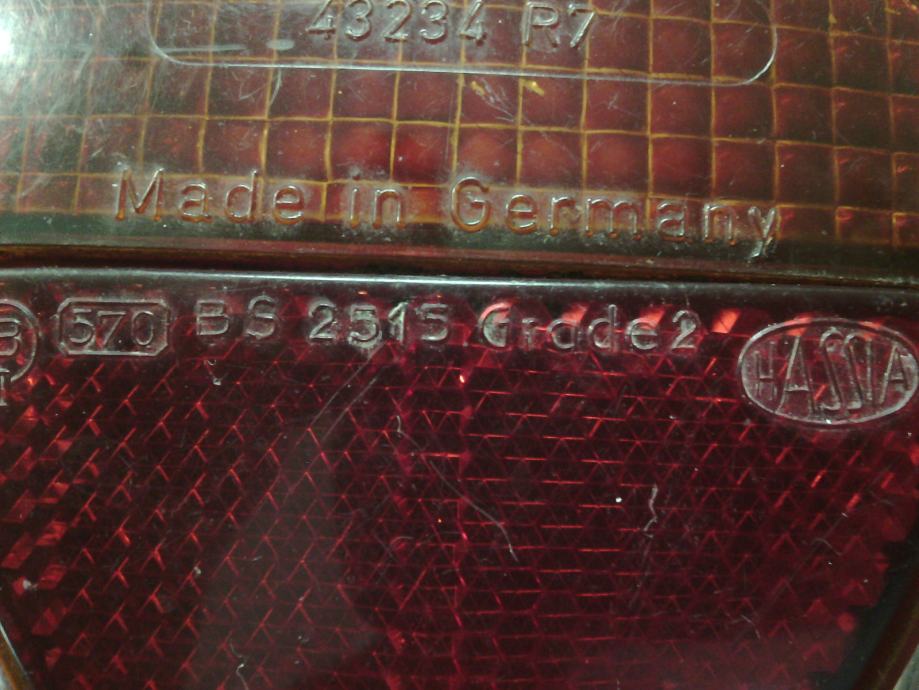 43234 R7
Made in Germany
B 570 BS 2515 Grade 2 HASSIA